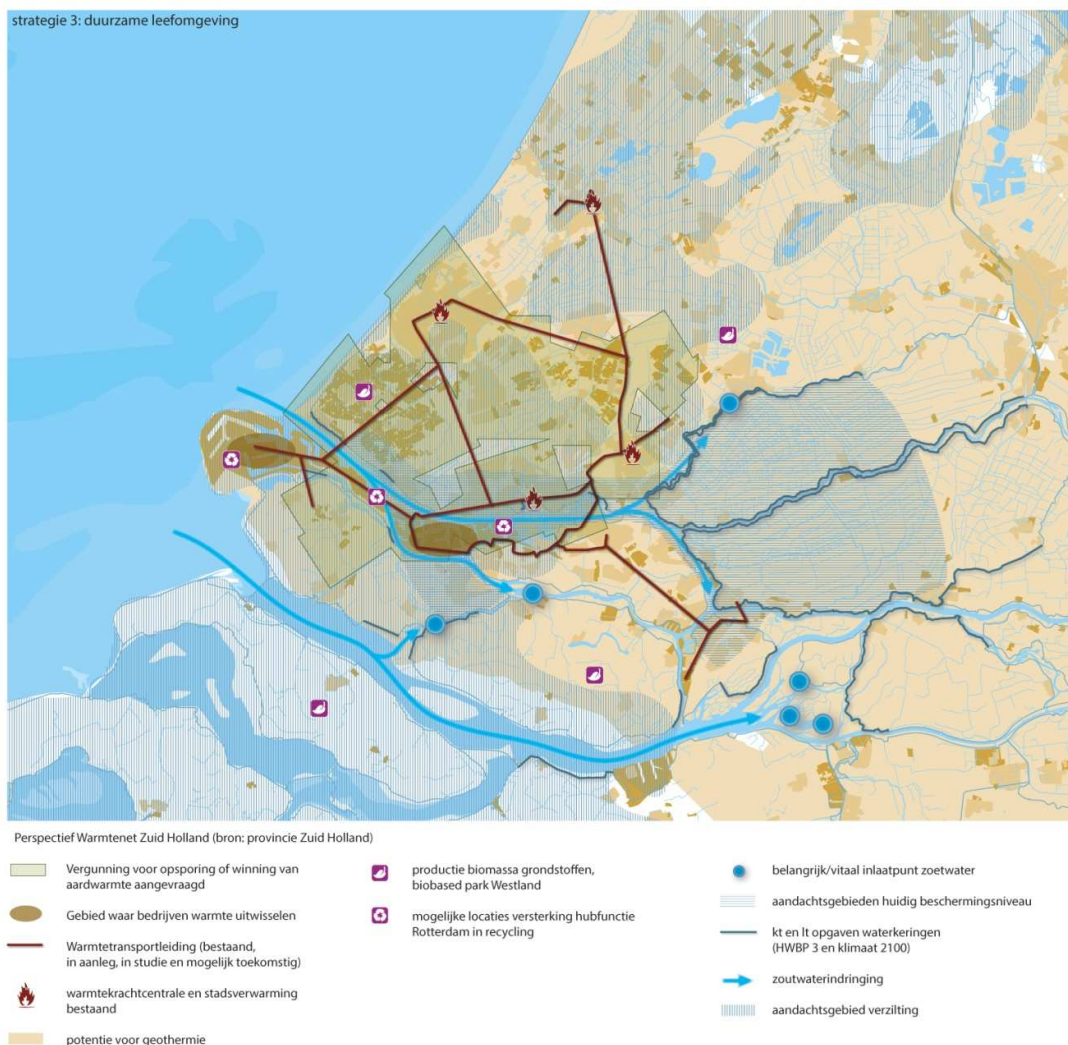 strategie 3: duurzame leefomgeving
Perspectief Warmtenet Zuid Holland (bron: provincie Zuid Holland)
Vergunning voor opsporing of winning van
aardwarmte aangevraagd
Gebied waar bedrijven warmte uitwisselen
Warmtetransportleiding (bestaand,
in aanleg, in studie en mogelijk toekomstig)
warmtekrachtcentrale en stadsverwarming
bestaand
potentie voor geothermie
productie biomassa grondstoffen,
biobased park Westland
mogelijke locaties versterking hubfunctie
Rotterdam in recycling
belangrijk/vitaal inlaatpunt zoetwater
aandachtsgebieden huidig beschermingsniveau
kt en lt opgaven waterkeringen
(HWBP 3 en klimaat 2100)
zoutwaterindringing
aandachtsgebied verzilting